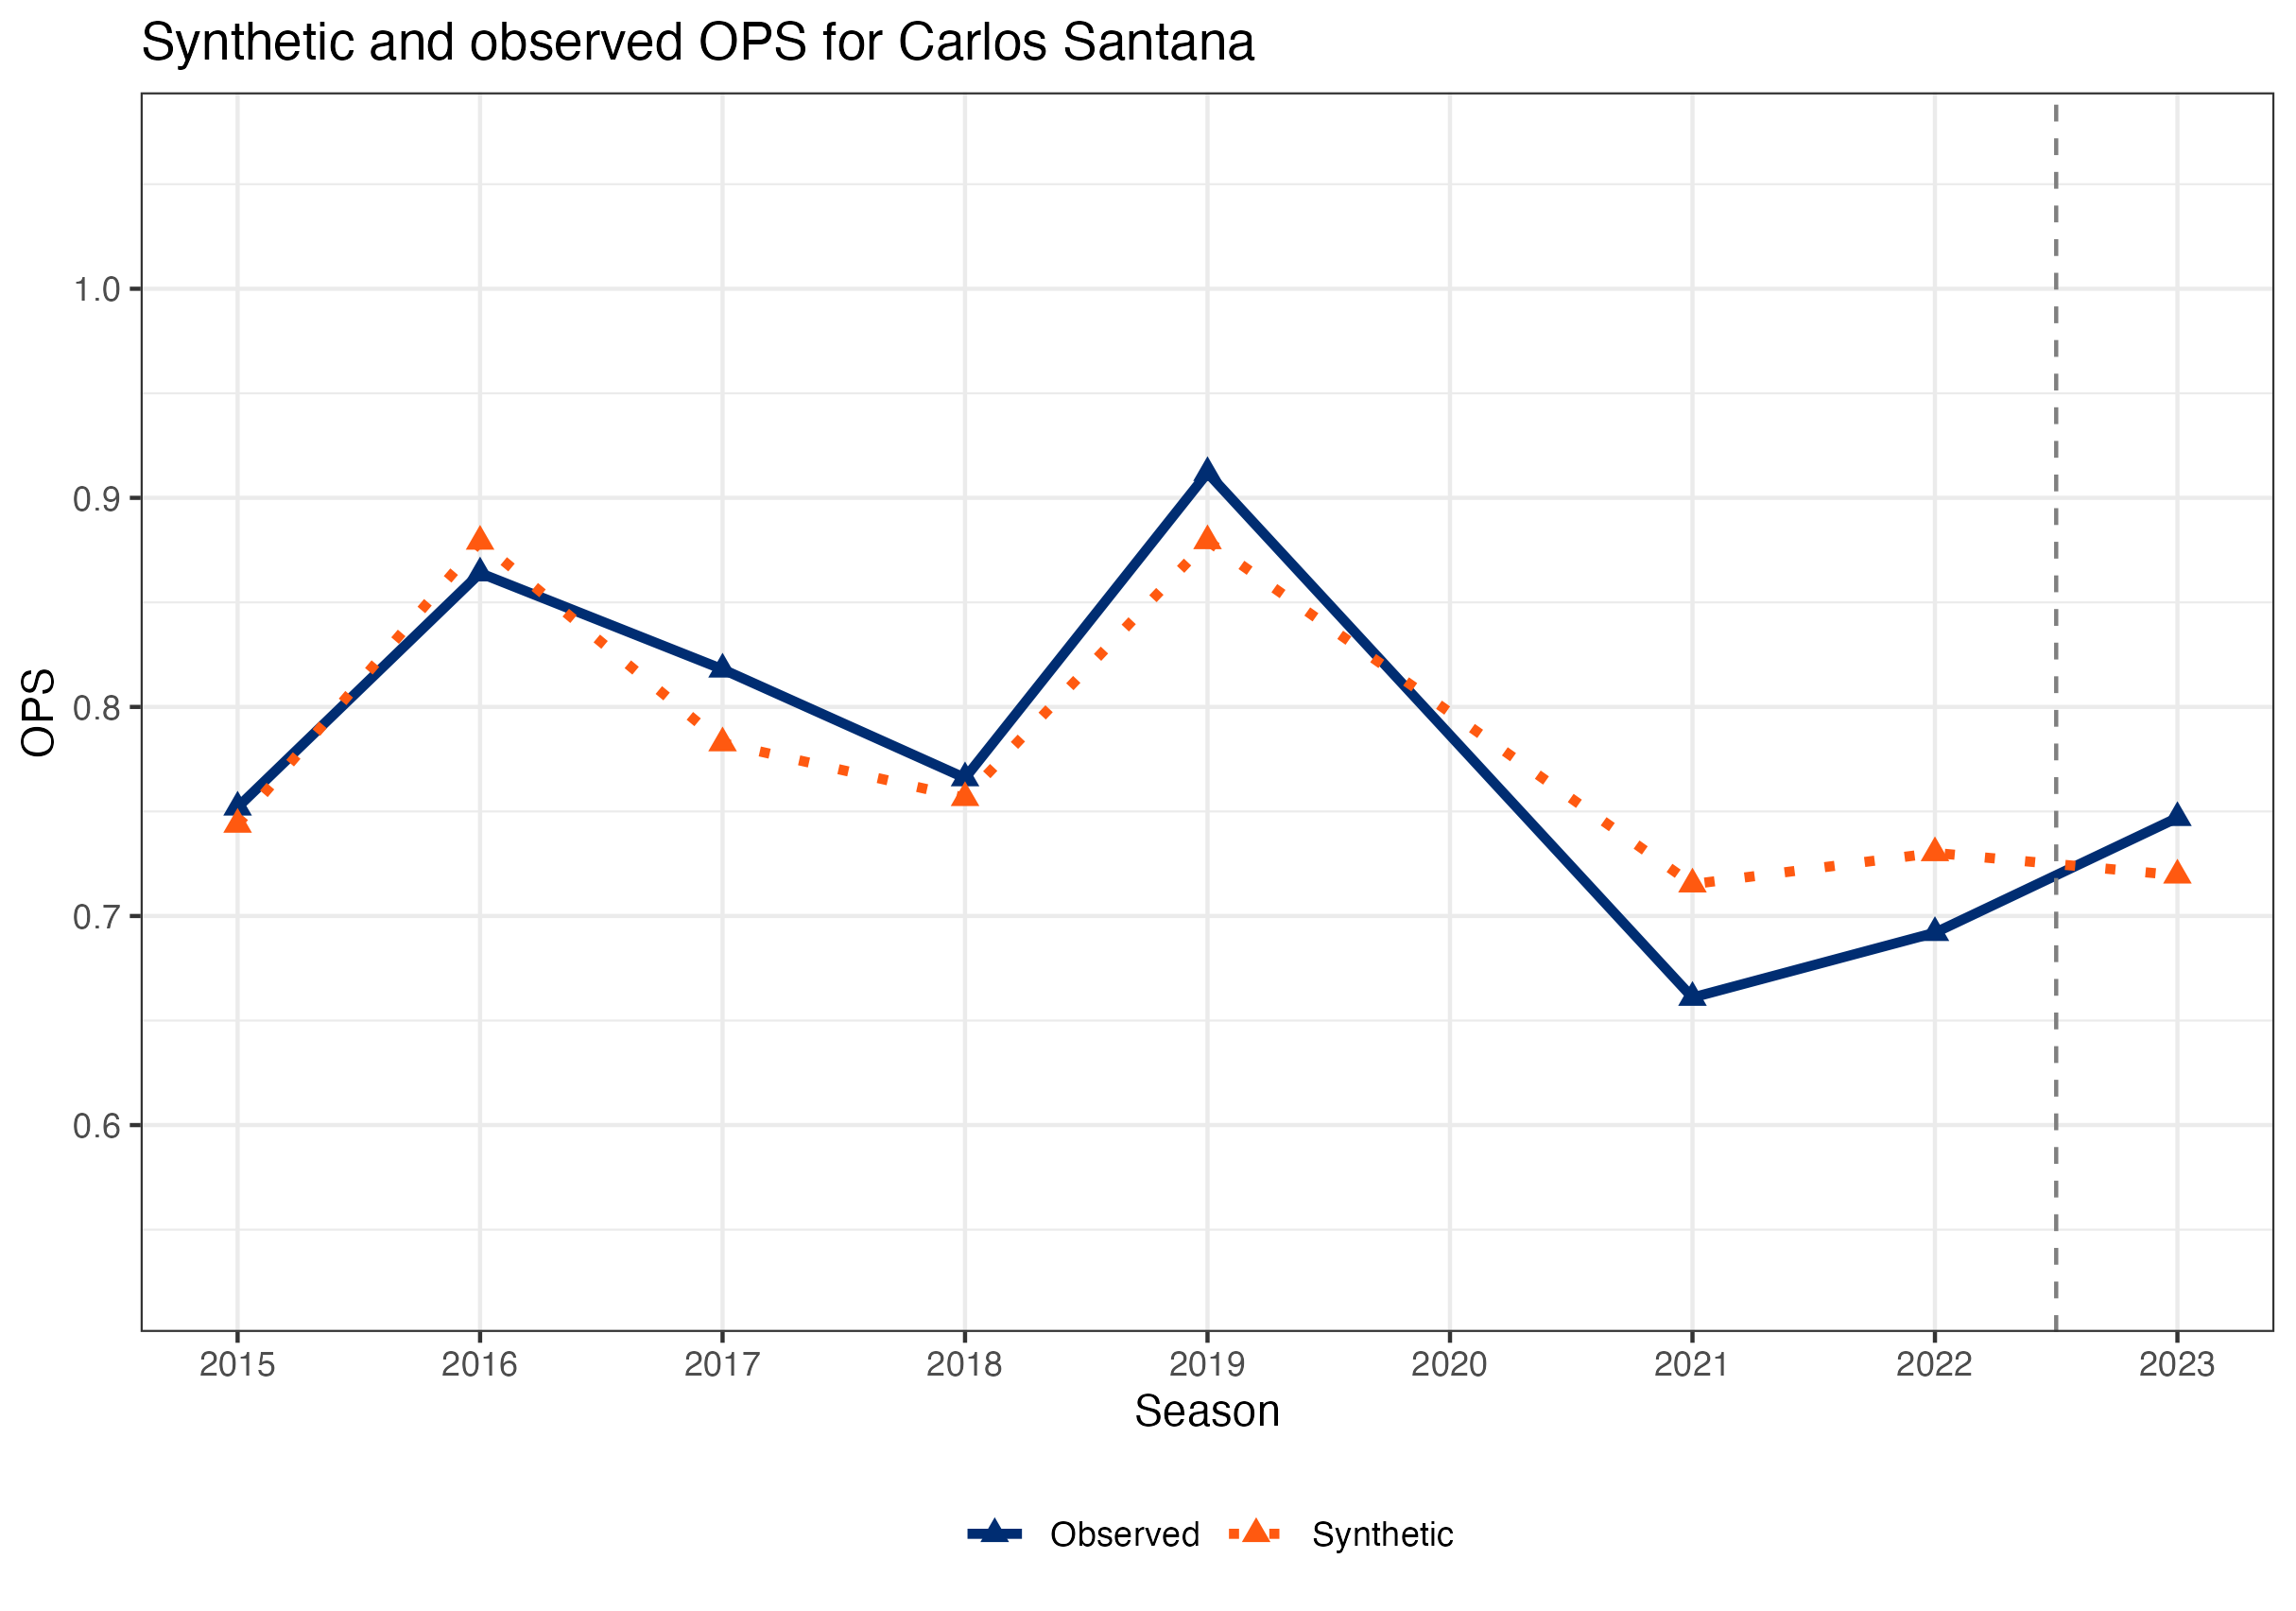 Synthetic and observed OPS for Carlos Santana
OPS
1.0
0.9
0.8
0.7
0.6
2015 2016 2017 2018 2019 2020 2021 2022 2023
Season
Observed Synthetic